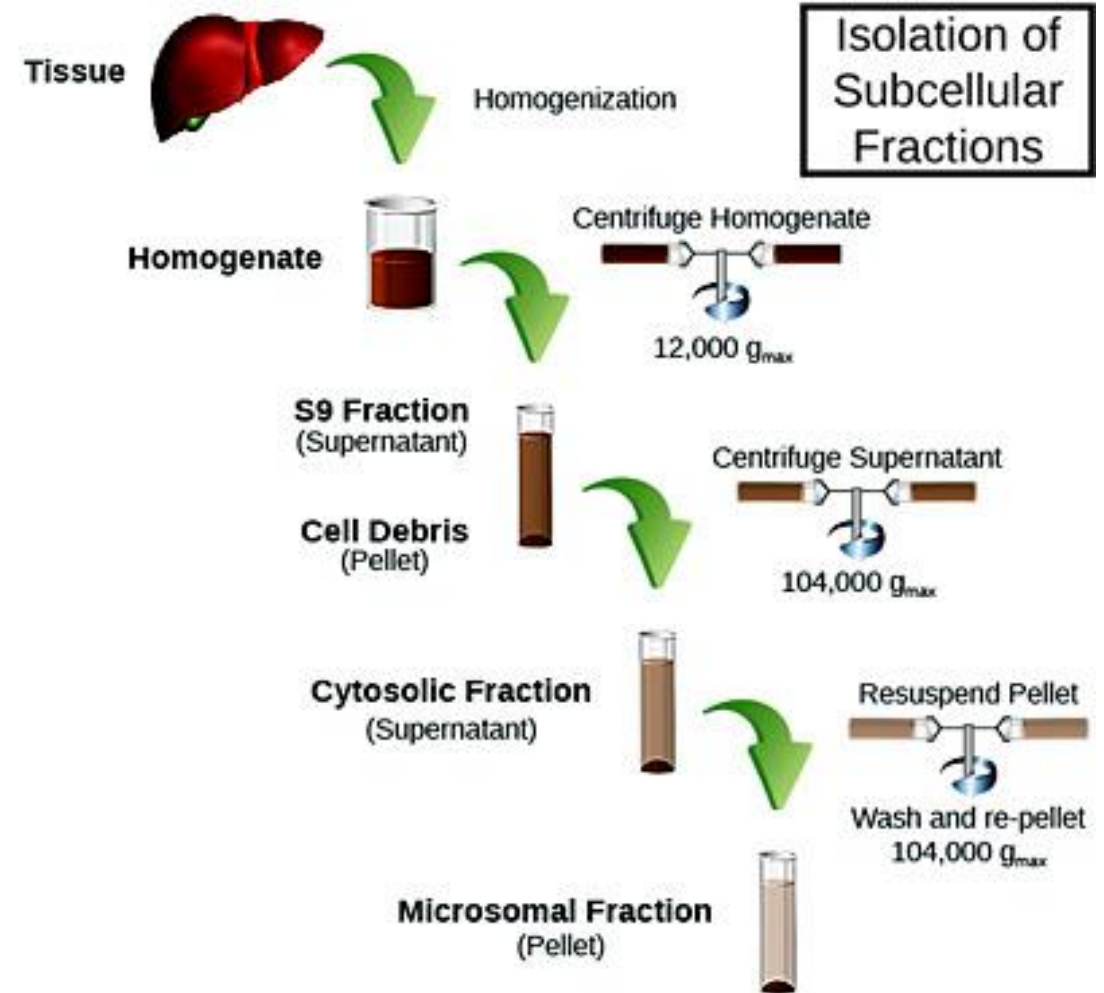 Isolation of
Subcellular
Fractions
Tissue
Homogenization
Homogenate
Centrifuge Homogenate
12,000 gmax
S9 Fraction
(Supernatant)
Cell Debris
(Pellet)
Centrifuge Supernatant
104,000 gmax
Cytosolic Fraction
(Supernatant)
Resuspend Pellet
Wash and re-pellet
104,000 gmax
Microsomal Fraction
(Pellet)